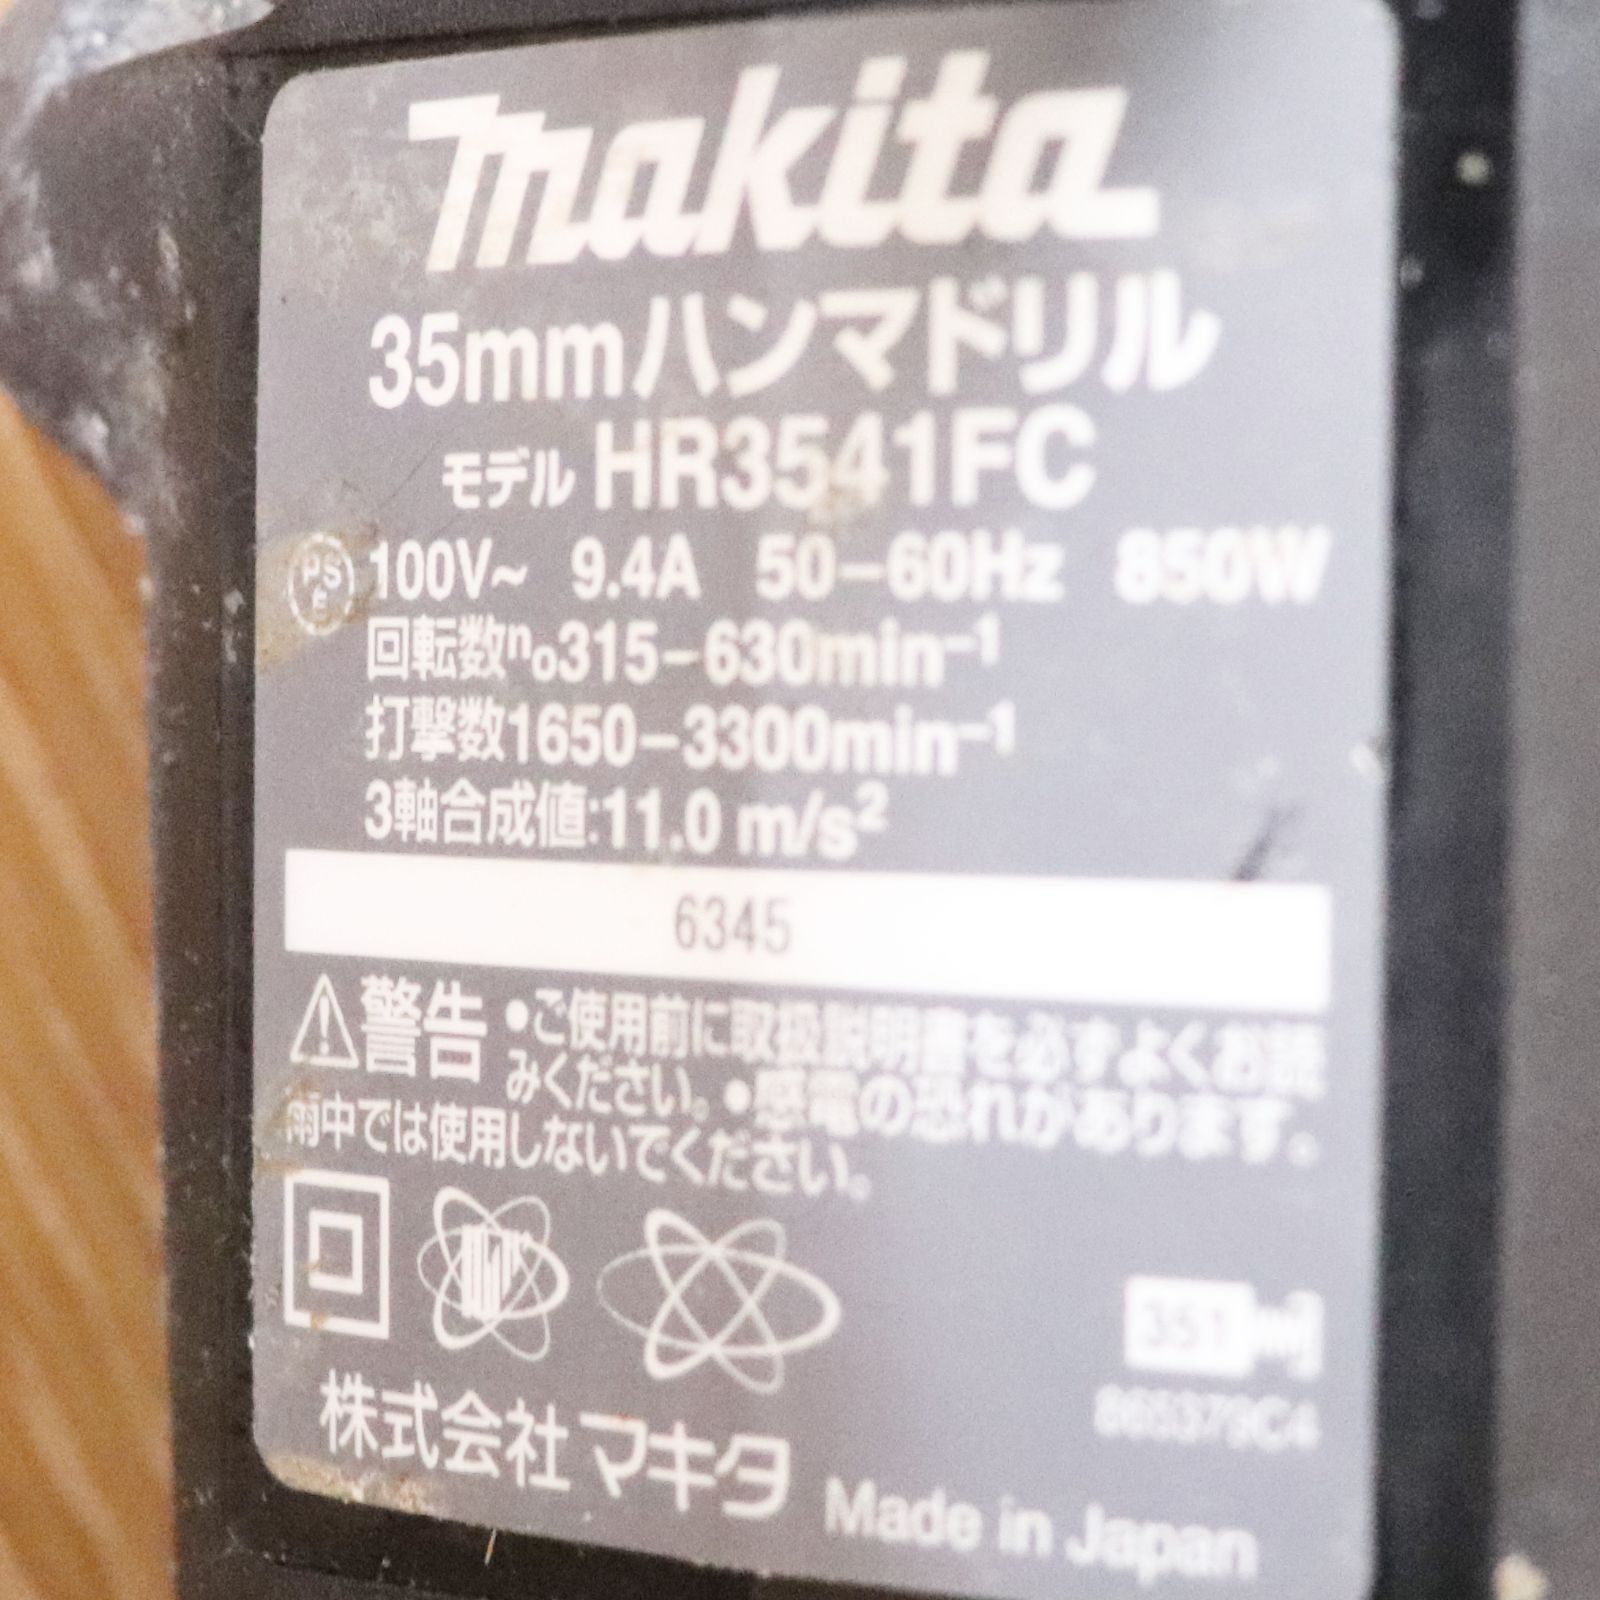 makita
35mmハンマドリル
モデル HR3541FC
PS E 100V~ 9.4A 50-60Hz 850W
回転数no315-630min-1
打撃数1650-3300min-1
3軸合成値:11.0 m/s2
6345
警告 •ご使用前に取扱説明書を必ずよくお読
みください。•感電の恐れがあります。
雨中では使用しないでください。
351
865379C4
株式会社マキタ
Made in Japan